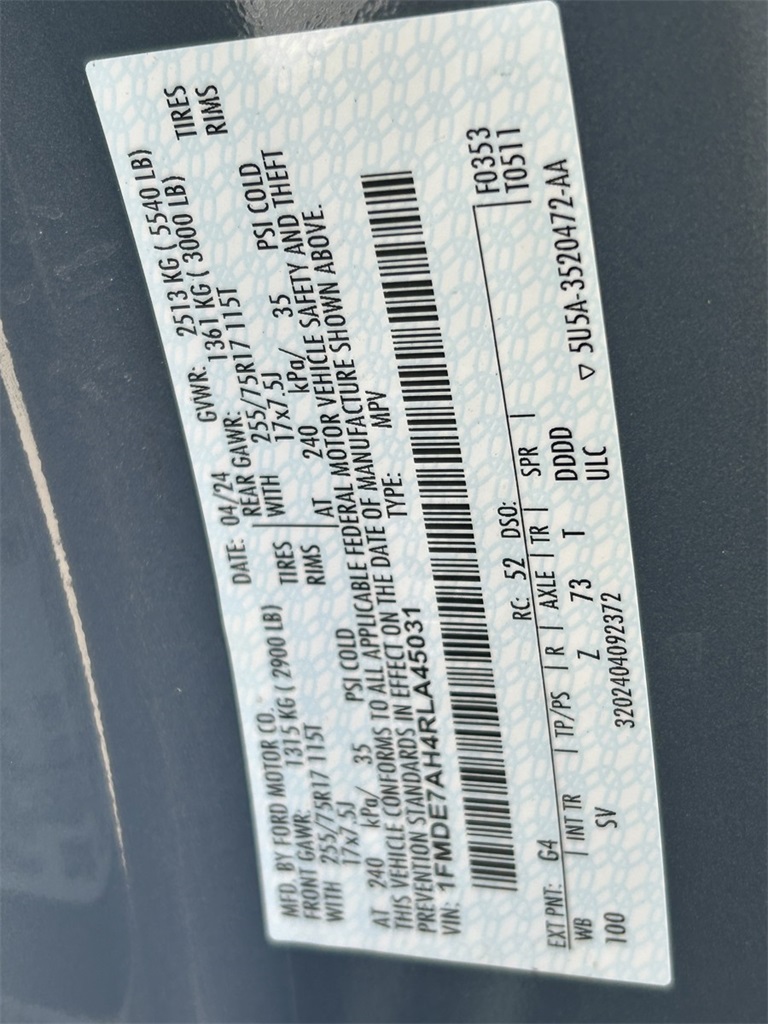 MFD. BY FORD MOTOR CO.
DATE: 04/24 GVWR: 2513 KG ( 5540 LB)
FRONT GAWR: 1315 KG ( 2900 LB) REAR GAWR: 1361 KG ( 3000 LB)
WITH 255/75R17 115T TIRES WITH 255/75R17 115T TIRES
17x7.5J RIMS 17x7.5J RIMS
AT 240 kPa/ 35 PSI COLD AT 240 kPa/ 35 PSI COLD
THIS VEHICLE CONFORMS TO ALL APPLICABLE FEDERAL MOTOR VEHICLE SAFETY AND THEFT
PREVENTION STANDARDS IN EFFECT ON THE DATE OF MANUFACTURE SHOWN ABOVE.
VIN: 1FMDE7AH4RLA45031 TYPE: MPV
F0353
T0511
EXT PNT: G4 RC: 52 DSO:
WB INT TR TP/PS R AXLE TR SPR
100 SV Z 73 T DDDD
3202404092372 ULC ▽ 5U5A-3520472-AA